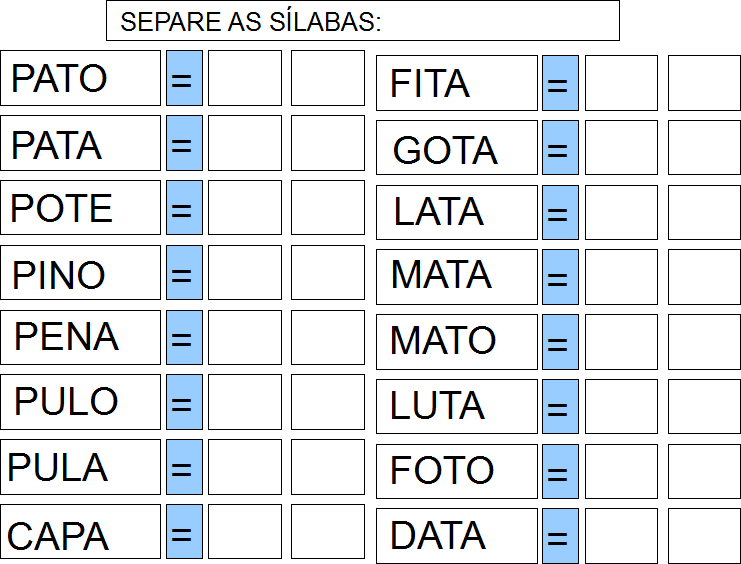 SEPARE AS SÍLABAS:
PATO =
PATA =
POTE =
PINO =
PENA =
PULO =
PULA =
CAPA =
FITA =
GOTA =
LATA =
MATA =
MATO =
LUTA =
FOTO =
DATA =